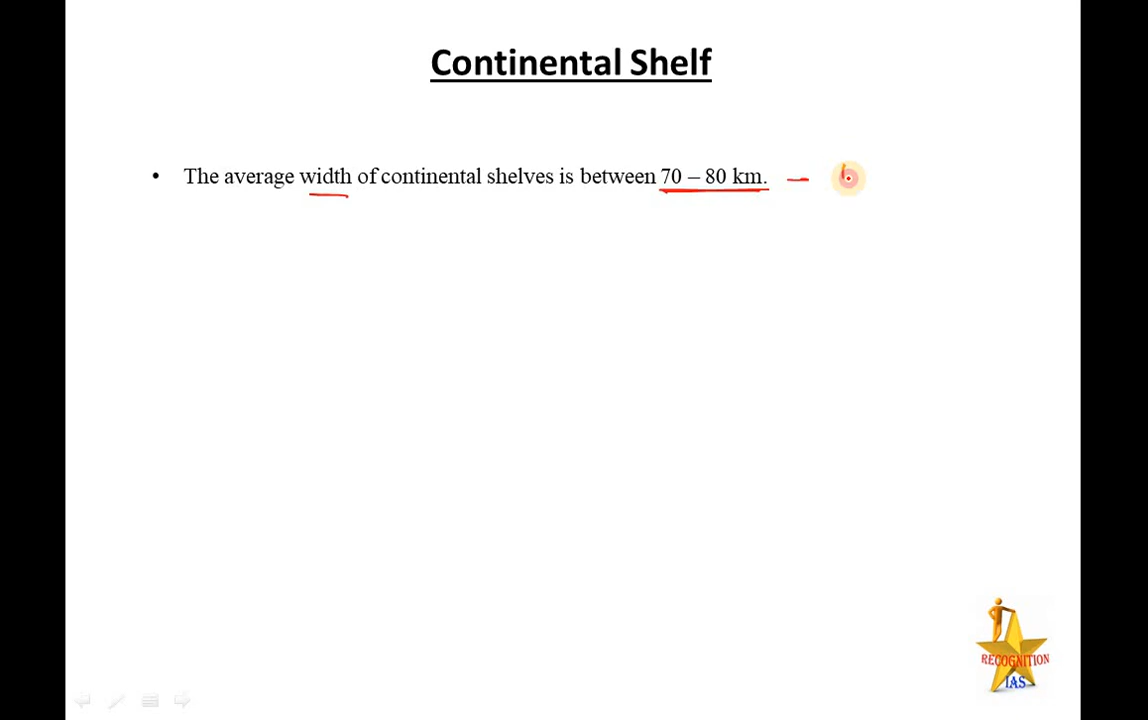 Continental Shelf
• The average width of continental shelves is between 70 – 80 km. –
RECOGNITION
IAS